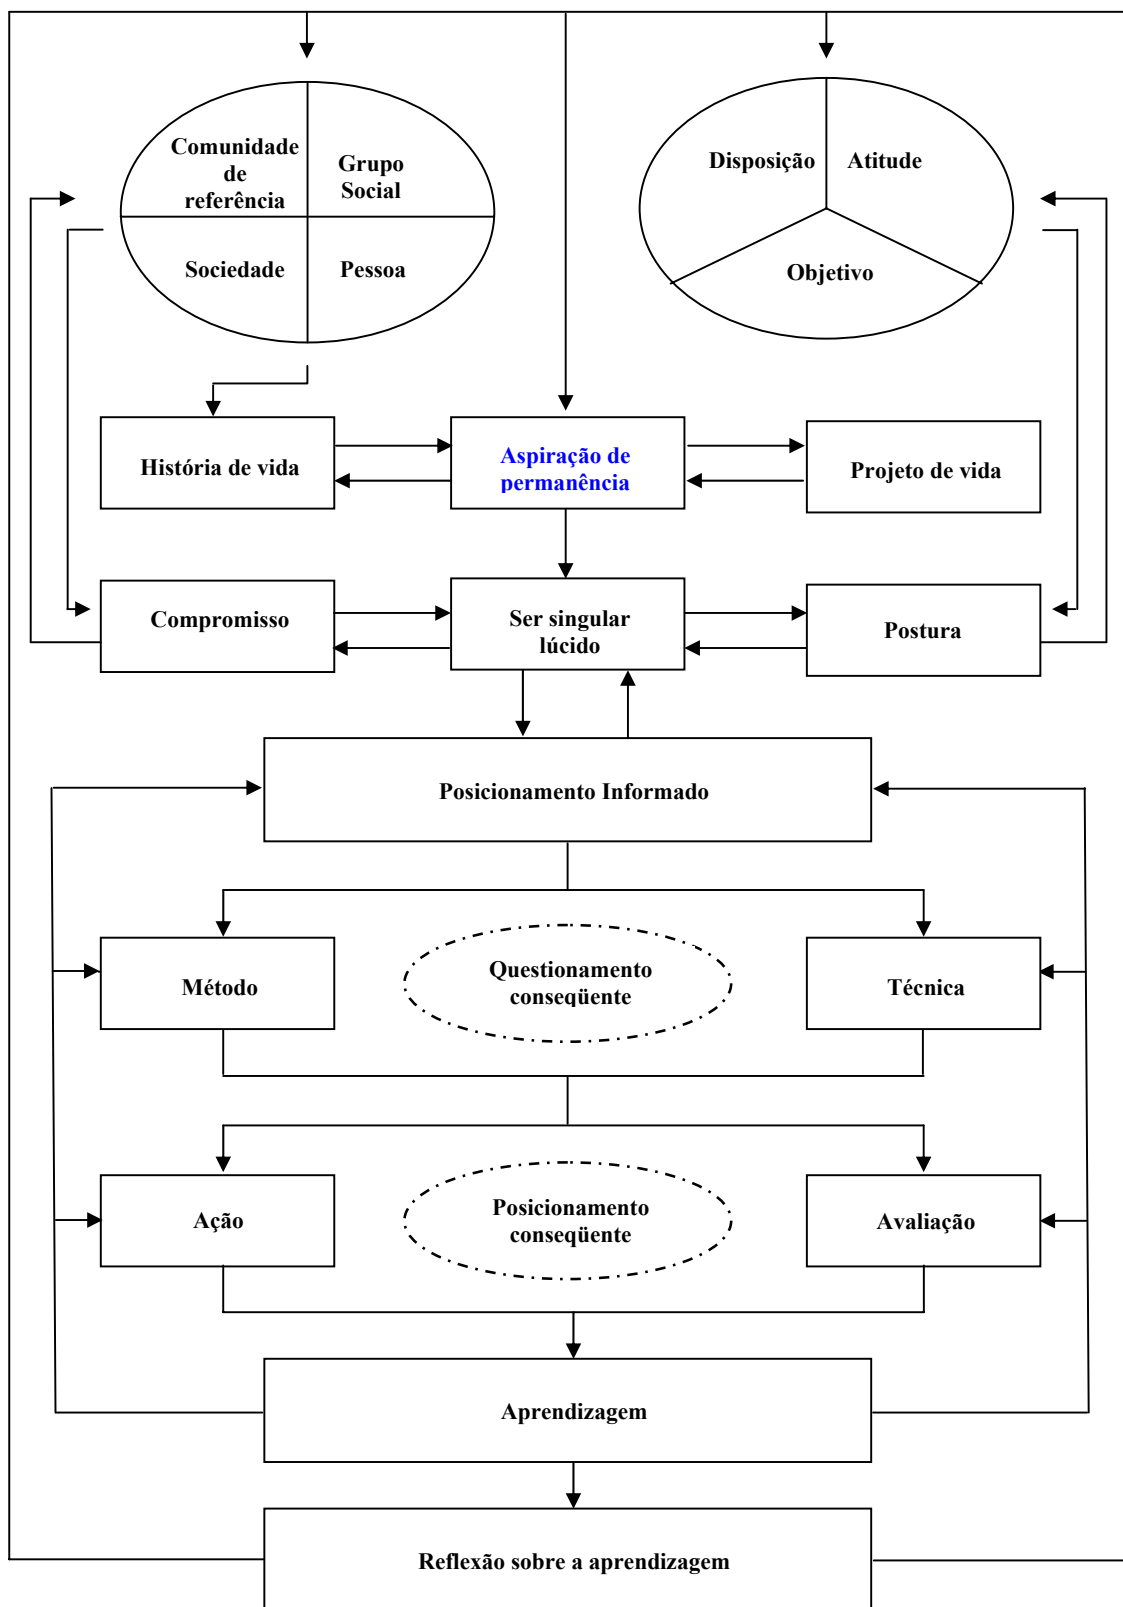 Comunidade
de
referência
Grupo
Social
Sociedade
Pessoa
Disposição
Atitude
Objetivo
História de vida
Aspiração de
permanência
Projeto de vida
Compromisso
Ser singular
lúcido
Postura
Posicionamento Informado
Método
Questionamento
conseqüente
Técnica
Ação
Posicionamento
conseqüente
Avaliação
Aprendizagem
Reflexão sobre a aprendizagem